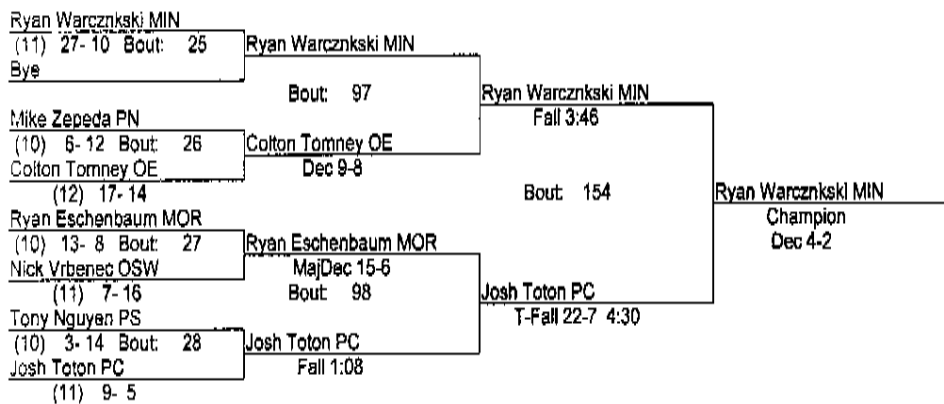 Ryan Warcznkski MIN
(11) 27- 10 Bout: 25
Bye
Mike Zepeda PN
(10) 6- 12 Bout: 26
Colton Tomney OE
(12) 17- 14
Ryan Eschenbaum MOR
(10) 13- 8 Bout: 27
Nick Vrbenec OSW
(11) 7- 16
Tony Nguyen PS
(10) 3- 14 Bout: 28
Josh Toton PC
(11) 9- 5
Ryan Warcznkski MIN
Bout: 97
Colton Tomney OE
Dec 9-8
Ryan Eschenbaum MOR
MajDec 15-6
Bout: 98
Josh Toton PC
Fall 1:08
Ryan Warcznkski MIN
Fall 3:46
Bout: 154
Josh Toton PC
T-Fall 22-7 4:30
Ryan Warcznkski MIN
Champion
Dec 4-2